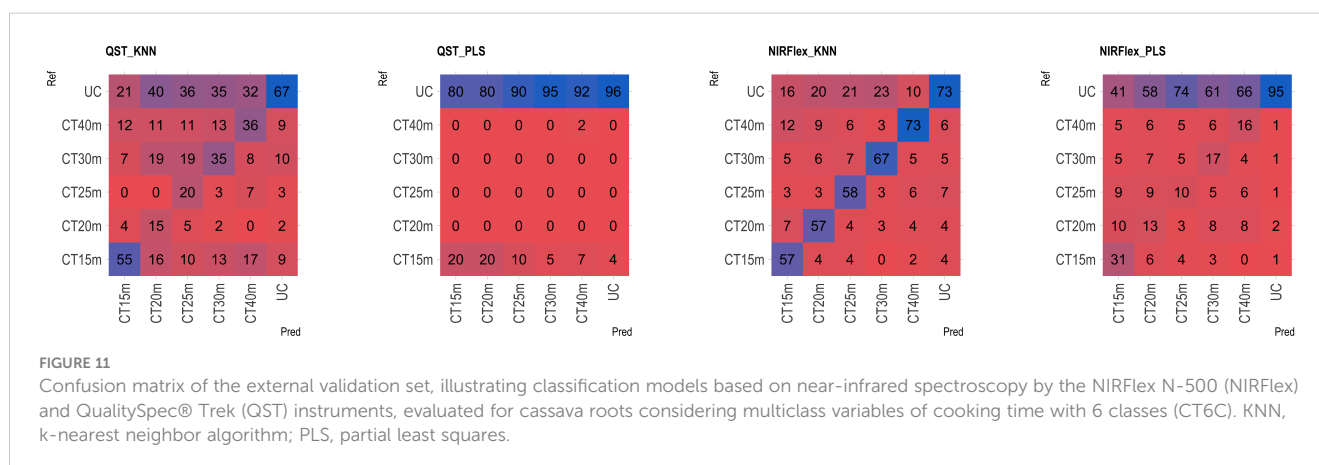 QST_KNN
Ref
UC 21 40 36 35 32 67
CT40m 12 11 11 13 36 9
CT30m 7 19 19 35 8 10
CT25m 0 0 20 3 7 3
CT20m 4 15 5 2 0 2
CT15m 55 16 10 13 17 9
CT15m CT20m CT25m CT30m CT40m UC
Pred
QST_PLS
Ref
UC 80 80 90 95 92 96
CT40m 0 0 0 0 2 0
CT30m 0 0 0 0 0 0
CT25m 0 0 0 0 0 0
CT20m 0 0 0 0 0 0
CT15m 20 20 10 5 7 4
CT15m CT20m CT25m CT30m CT40m UC
Pred
NIRFlex_KNN
Ref
UC 16 20 21 23 10 73
CT40m 12 9 6 3 73 6
CT30m 5 6 7 67 5 5
CT25m 3 3 58 3 6 7
CT20m 7 57 4 3 4 4
CT15m 57 4 4 0 2 4
CT15m CT20m CT25m CT30m CT40m UC
Pred
NIRFlex_PLS
Ref
UC 41 58 74 61 66 95
CT40m 5 6 5 6 16 1
CT30m 5 7 5 17 4 1
CT25m 9 9 10 5 6 1
CT20m 10 13 3 8 8 2
CT15m 31 6 4 3 0 1
CT15m CT20m CT25m CT30m CT40m UC
Pred
FIGURE 11
Confusion matrix of the external validation set, illustrating classification models based on near-infrared spectroscopy by the NIRFlex N-500 (NIRFlex)
and QualitySpec® Trek (QST) instruments, evaluated for cassava roots considering multiclass variables of cooking time with 6 classes (CT6C). KNN,
k-nearest neighbor algorithm; PLS, partial least squares.